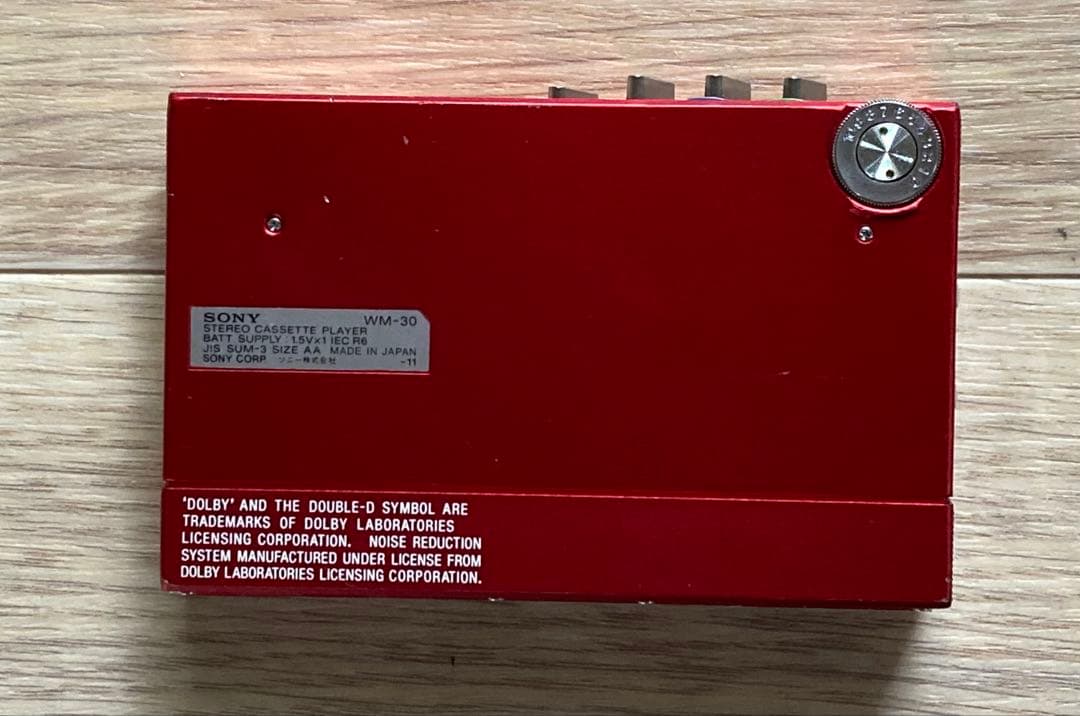 SONY WM-30
STEREO CASSETTE PLAYER
BATT SUPPLY 1.5V×1 IEC R6
JIS SUM-3 SIZE AA MADE IN JAPAN
SONY CORP. ソニー株式会社 -11
'DOLBY' AND THE DOUBLE-D SYMBOL ARE
TRADEMARKS OF DOLBY LABORATORIES
LICENSING CORPORATION. NOISE REDUCTION
SYSTEM MANUFACTURED UNDER LICENSE FROM
DOLBY LABORATORIES LICENSING CORPORATION.